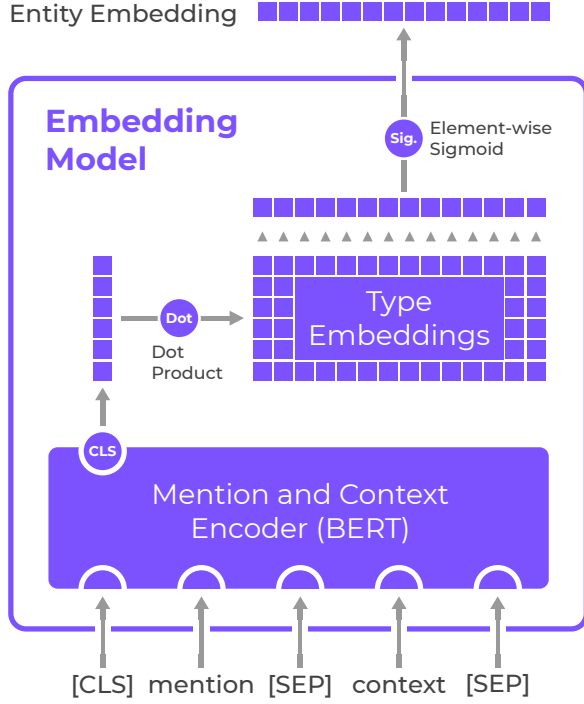 Entity Embedding
Embedding
Model
Sig.
Element-wise
Sigmoid
Type
Embeddings
Dot
Dot
Product
CLS
Mention and Context
Encoder (BERT)
[CLS] mention [SEP] context [SEP]